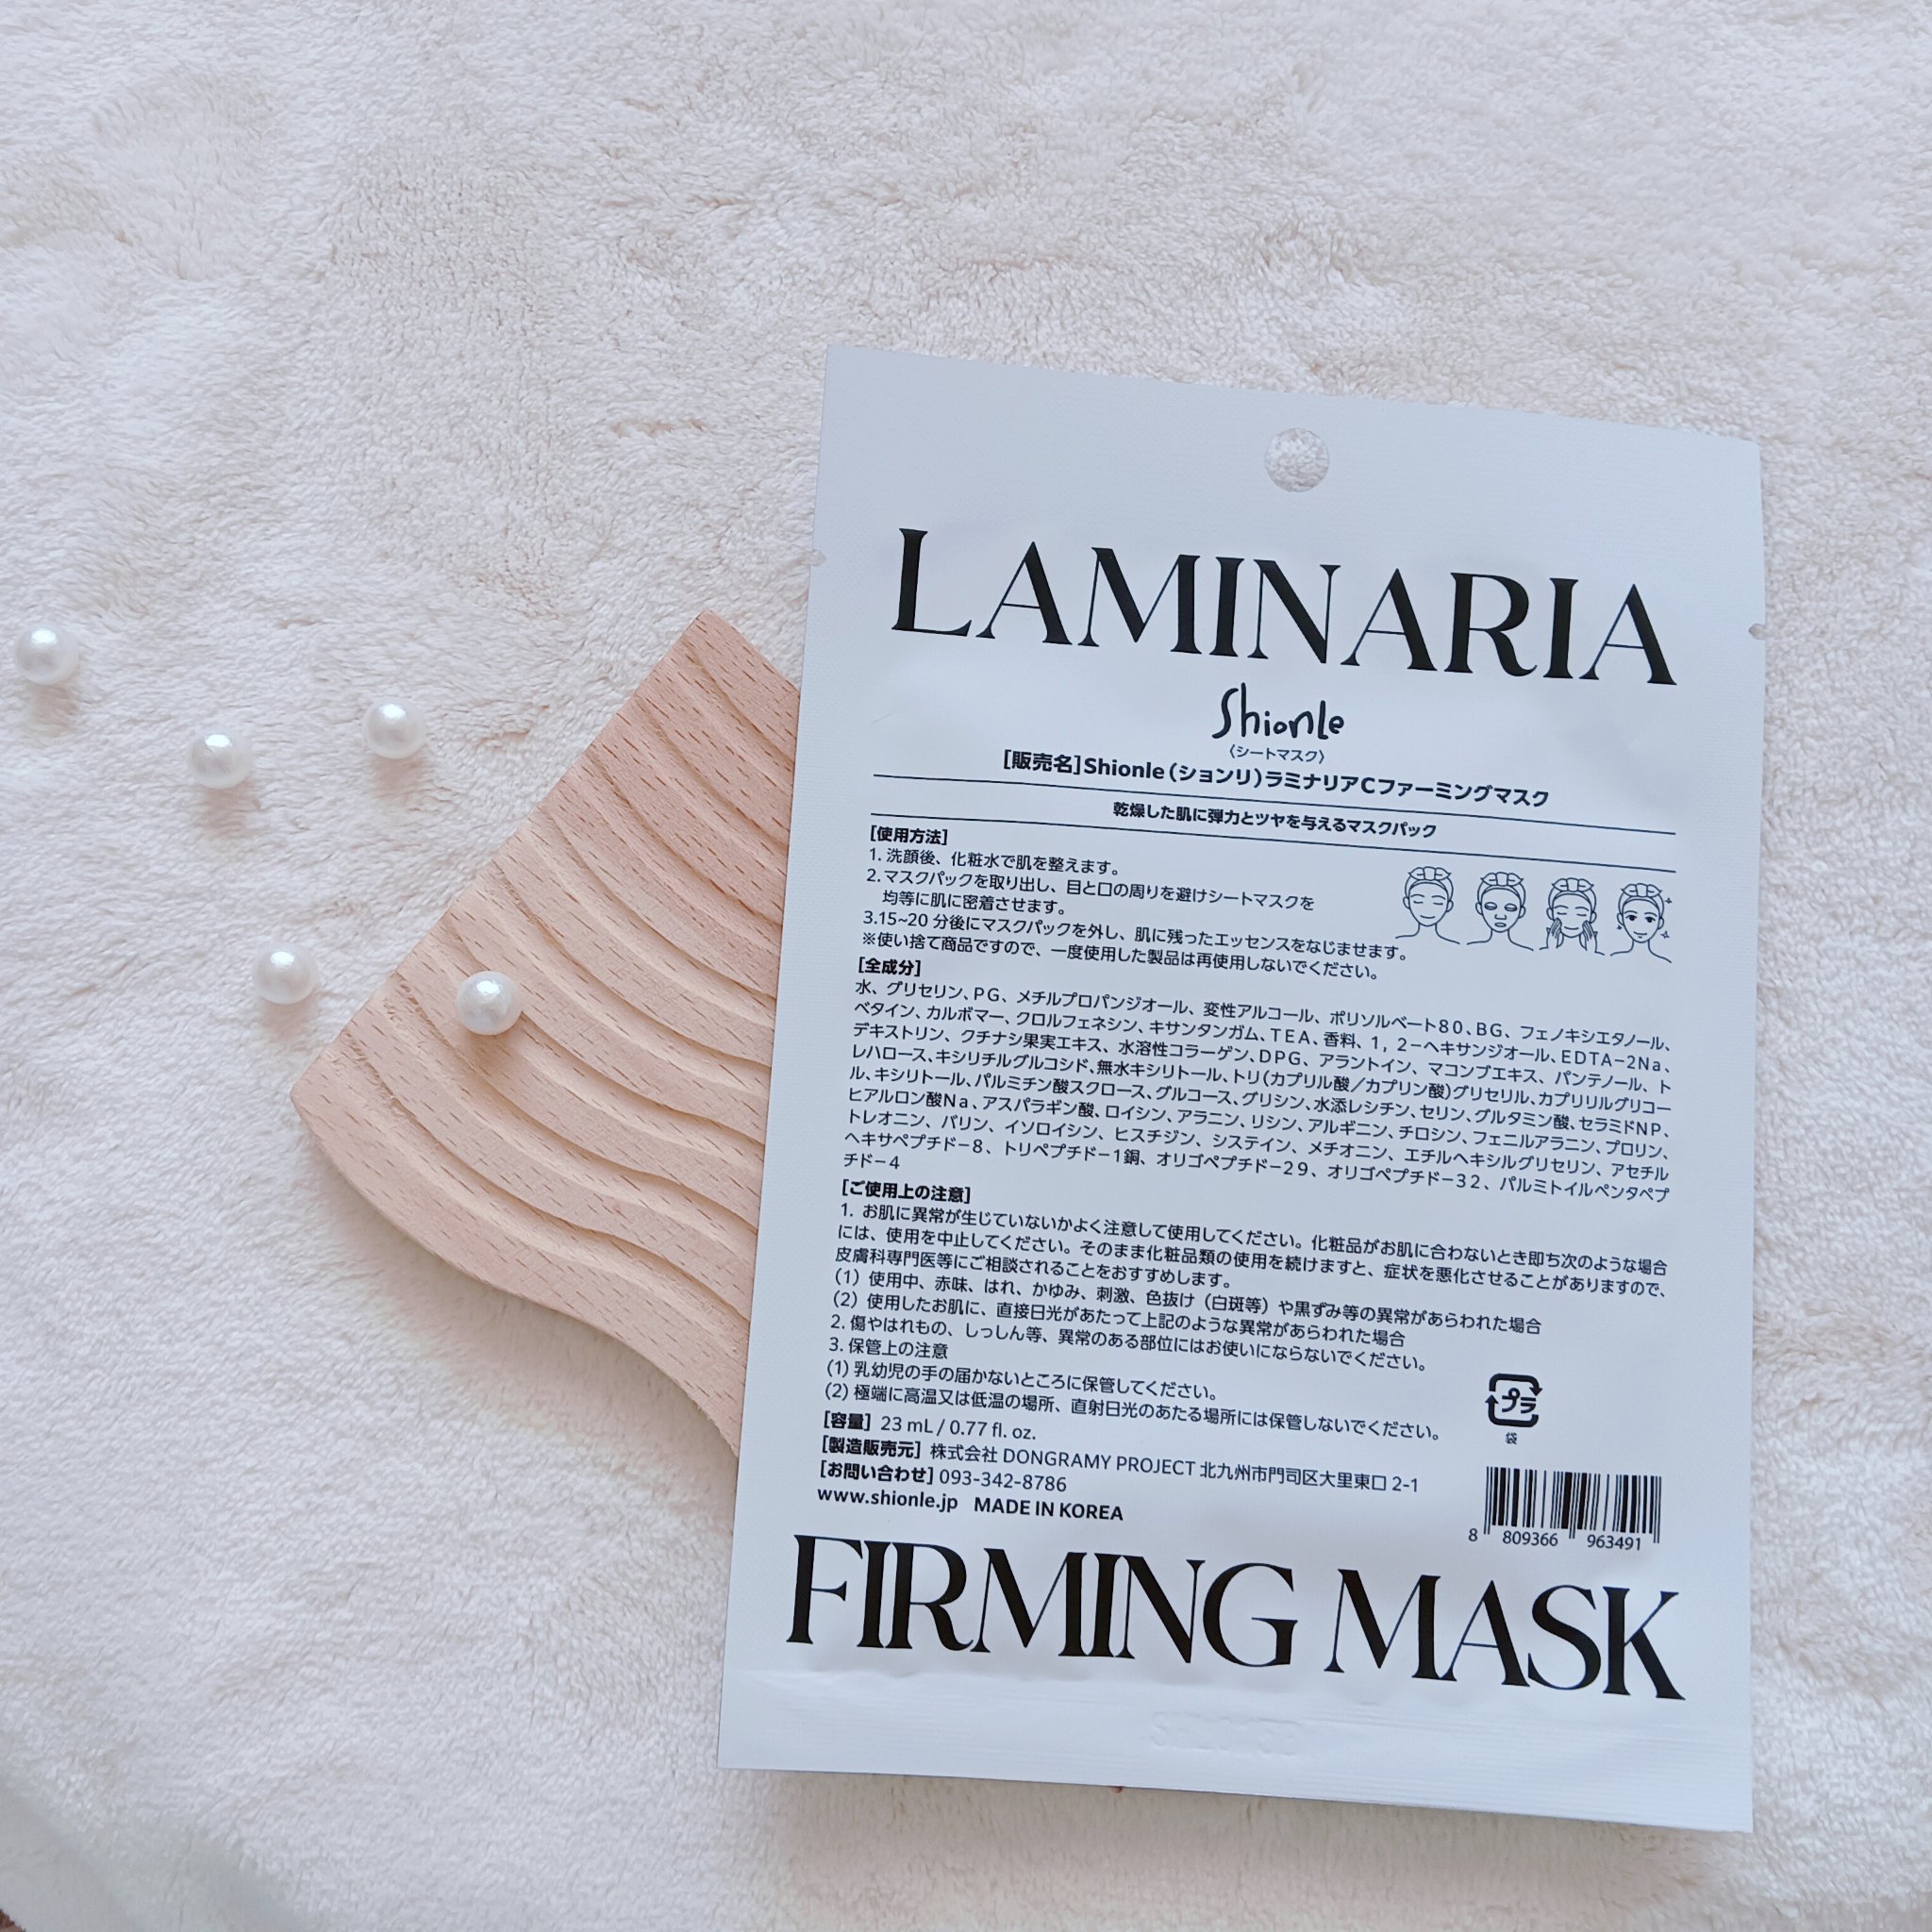 LAMINARIA
Shionle
〈シートマスク〉
[販売名]Shionle(ションリ)ラミナリアCファーミングマスク
乾燥した肌に弾力とツヤを与えるマスクパック
[使用方法]
1. 洗顔後、化粧水で肌を整えます。
2. マスクパックを取り出し、目と口の周りを避けシートマスクを
均等に肌に密着させます。
3.15~20 分後にマスクパックを外し、肌に残ったエッセンスをなじませます。
※使い捨て商品ですので、一度使用した製品は再使用しないでください。
[全成分]
水、グリセリン、PG、メチルプロパンジオール、変性アルコール、ポリソルベート80、BG、フェノキシエタノール、
ベタイン、カルボマー、クロルフェネシン、キサンタンガム、TEA、香料、1,2-ヘキサンジオール、EDTA-2Na、
デキストリン、クチナシ果実エキス、水溶性コラーゲン、DPG、アラントイン、マコンブエキス、パンテノール、ト
レハロース、キシリチルグルコシド、無水キシリトール、トリ(カプリル酸/カプリン酸)グリセリル、カプリリルグリコー
ル、キシリトール、パルミチン酸スクロース、グルコース、グリシン、水添レシチン、セリン、グルタミン酸、セラミドNP、
ヒアルロン酸Na、アスパラギン酸、ロイシン、アラニン、リシン、アルギニン、チロシン、フェニルアラニン、プロリン、
トレオニン、バリン、イソロイシン、ヒスチジン、システイン、メチオニン、エチルヘキシルグリセリン、アセチル
ヘキサペプチド-8、トリペプチド-1銅、オリゴペプチド-29、オリゴペプチド-32、パルミトイルペンタペプ
チド-4
[ご使用上の注意]
1. お肌に異常が生じていないかよく注意して使用してください。化粧品がお肌に合わないとき即ち次のような場合
には、使用を中止してください。そのまま化粧品類の使用を続けますと、症状を悪化させることがありますので、
皮膚科専門医等にご相談されることをおすすめします。
(1) 使用中、赤味、はれ、かゆみ、刺激、色抜け(白斑等)や黒ずみ等の異常があらわれた場合
(2) 使用したお肌に、直接日光があたって上記のような異常があらわれた場合
2. 傷やはれもの、しっしん等、異常のある部位にはお使いにならないでください。
3. 保管上の注意
(1) 乳幼児の手の届かないところに保管してください。
(2) 極端に高温又は低温の場所、直射日光のあたる場所には保管しないでください。
プラ
袋
[容量] 23 mL / 0.77 fl. oz.
[製造販売元] 株式会社 DONGRAMY PROJECT 北九州市門司区大里東口 2-1
[お問い合わせ] 093-342-8786
www.shionle.jp MADE IN KOREA
8 809366 963491
FIRMING MASK